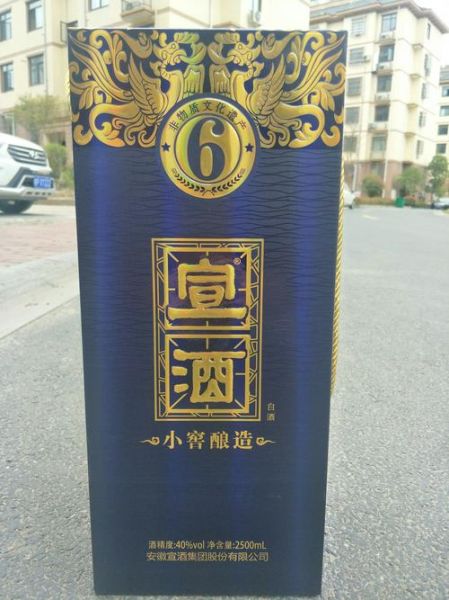 非物质文化遗产
6
宣®
酒
白酒
小窖酿造
酒精度:40%vol 净含量:2500mL
安徽宣酒集团股份有限公司